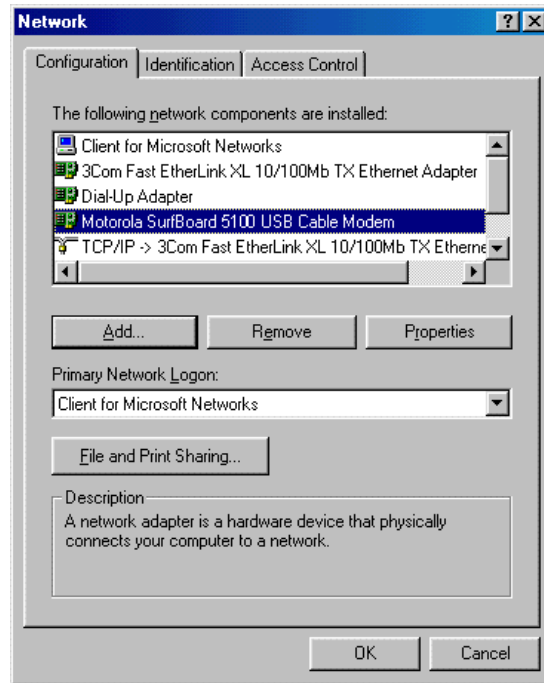 Network
Configuration Identification Access Control
The following network components are installed:
Client for Microsoft Networks
3Com Fast EtherLink XL 10/100Mb TX Ethernet Adapter
Dial-Up Adapter
Motorola SurfBoard 5100 USB Cable Modem
TCP/IP -> 3Com Fast EtherLink XL 10/100Mb TX Etherne
Add... Remove Properties
Primary Network Logon:
Client for Microsoft Networks
File and Print Sharing...
Description
A network adapter is a hardware device that physically
connects your computer to a network.
OK Cancel